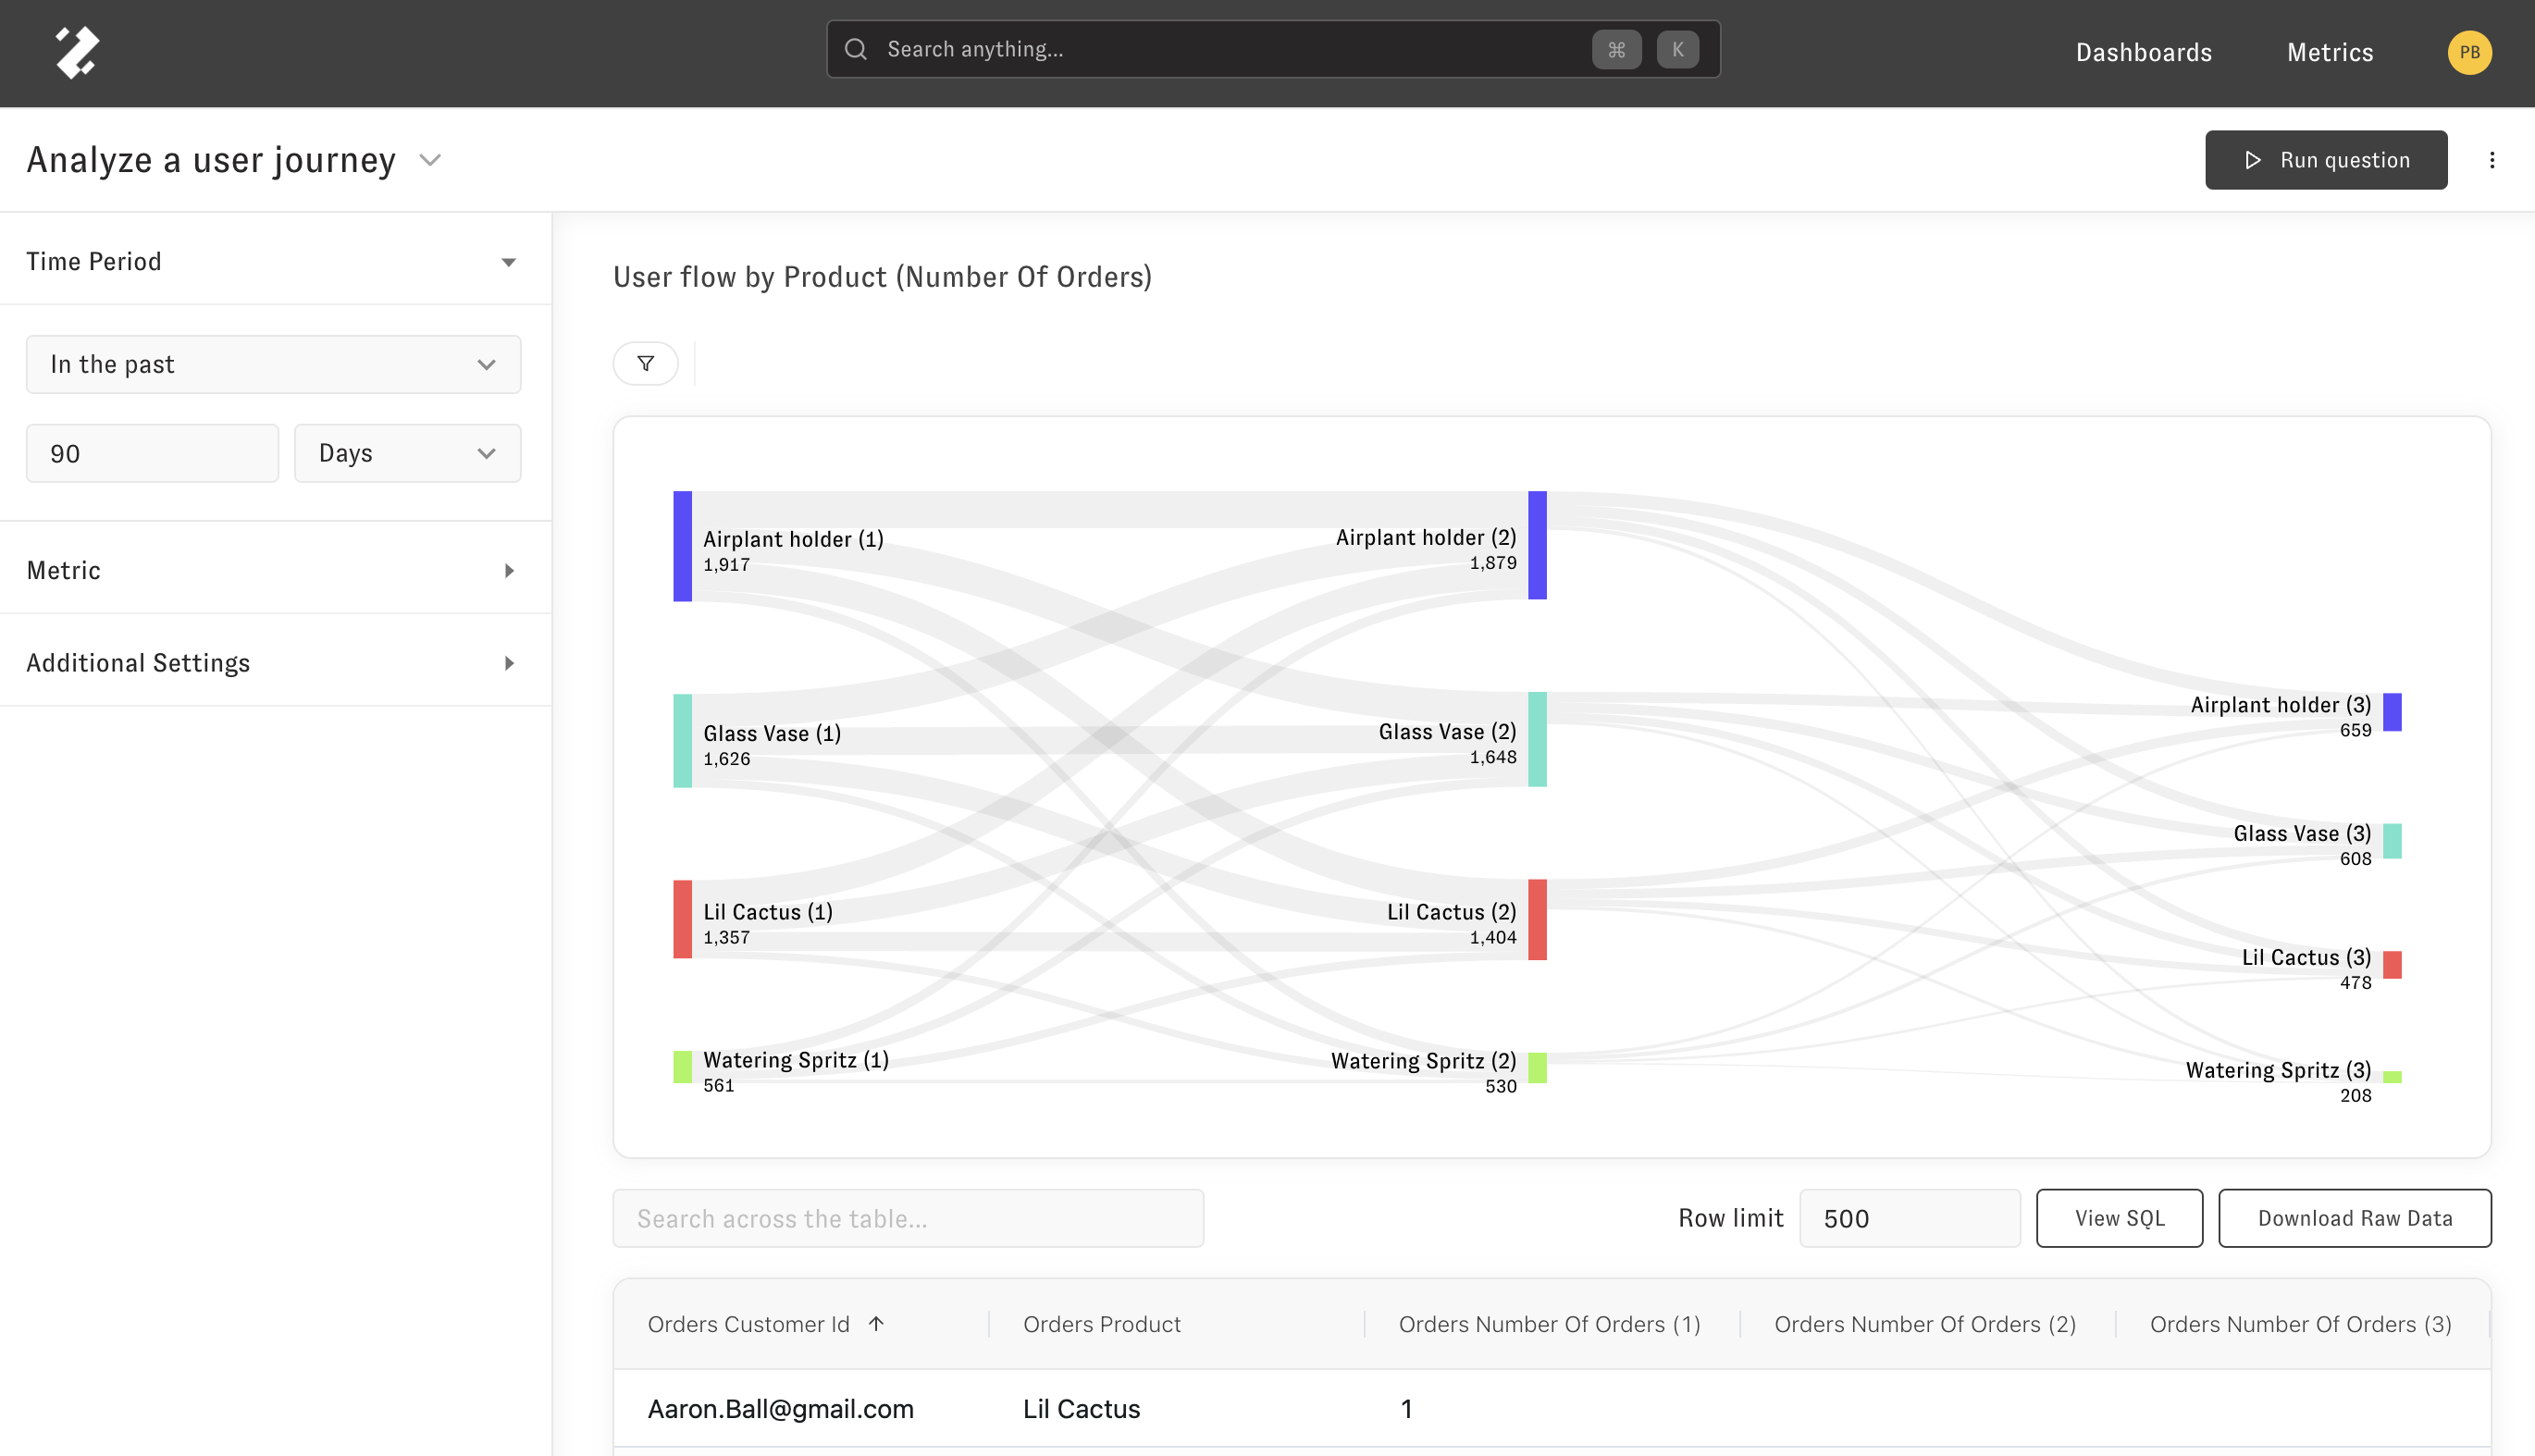 Search anything...
⌘ K
Dashboards
Metrics
PB
Analyze a user journey
Run question
Time Period
In the past
90
Days
Metric
Additional Settings
User flow by Product (Number Of Orders)
Airplant holder (1)
1,917
Glass Vase (1)
1,626
Lil Cactus (1)
1,357
Watering Spritz (1)
561
Airplant holder (2)
1,879
Glass Vase (2)
1,648
Lil Cactus (2)
1,404
Watering Spritz (2)
530
Airplant holder (3)
659
Glass Vase (3)
608
Lil Cactus (3)
478
Watering Spritz (3)
208
Search across the table...
Row limit
500
View SQL
Download Raw Data
Orders Customer Id
Orders Product
Orders Number Of Orders (1)
Orders Number Of Orders (2)
Orders Number Of Orders (3)
Aaron.Ball@gmail.com
Lil Cactus
1